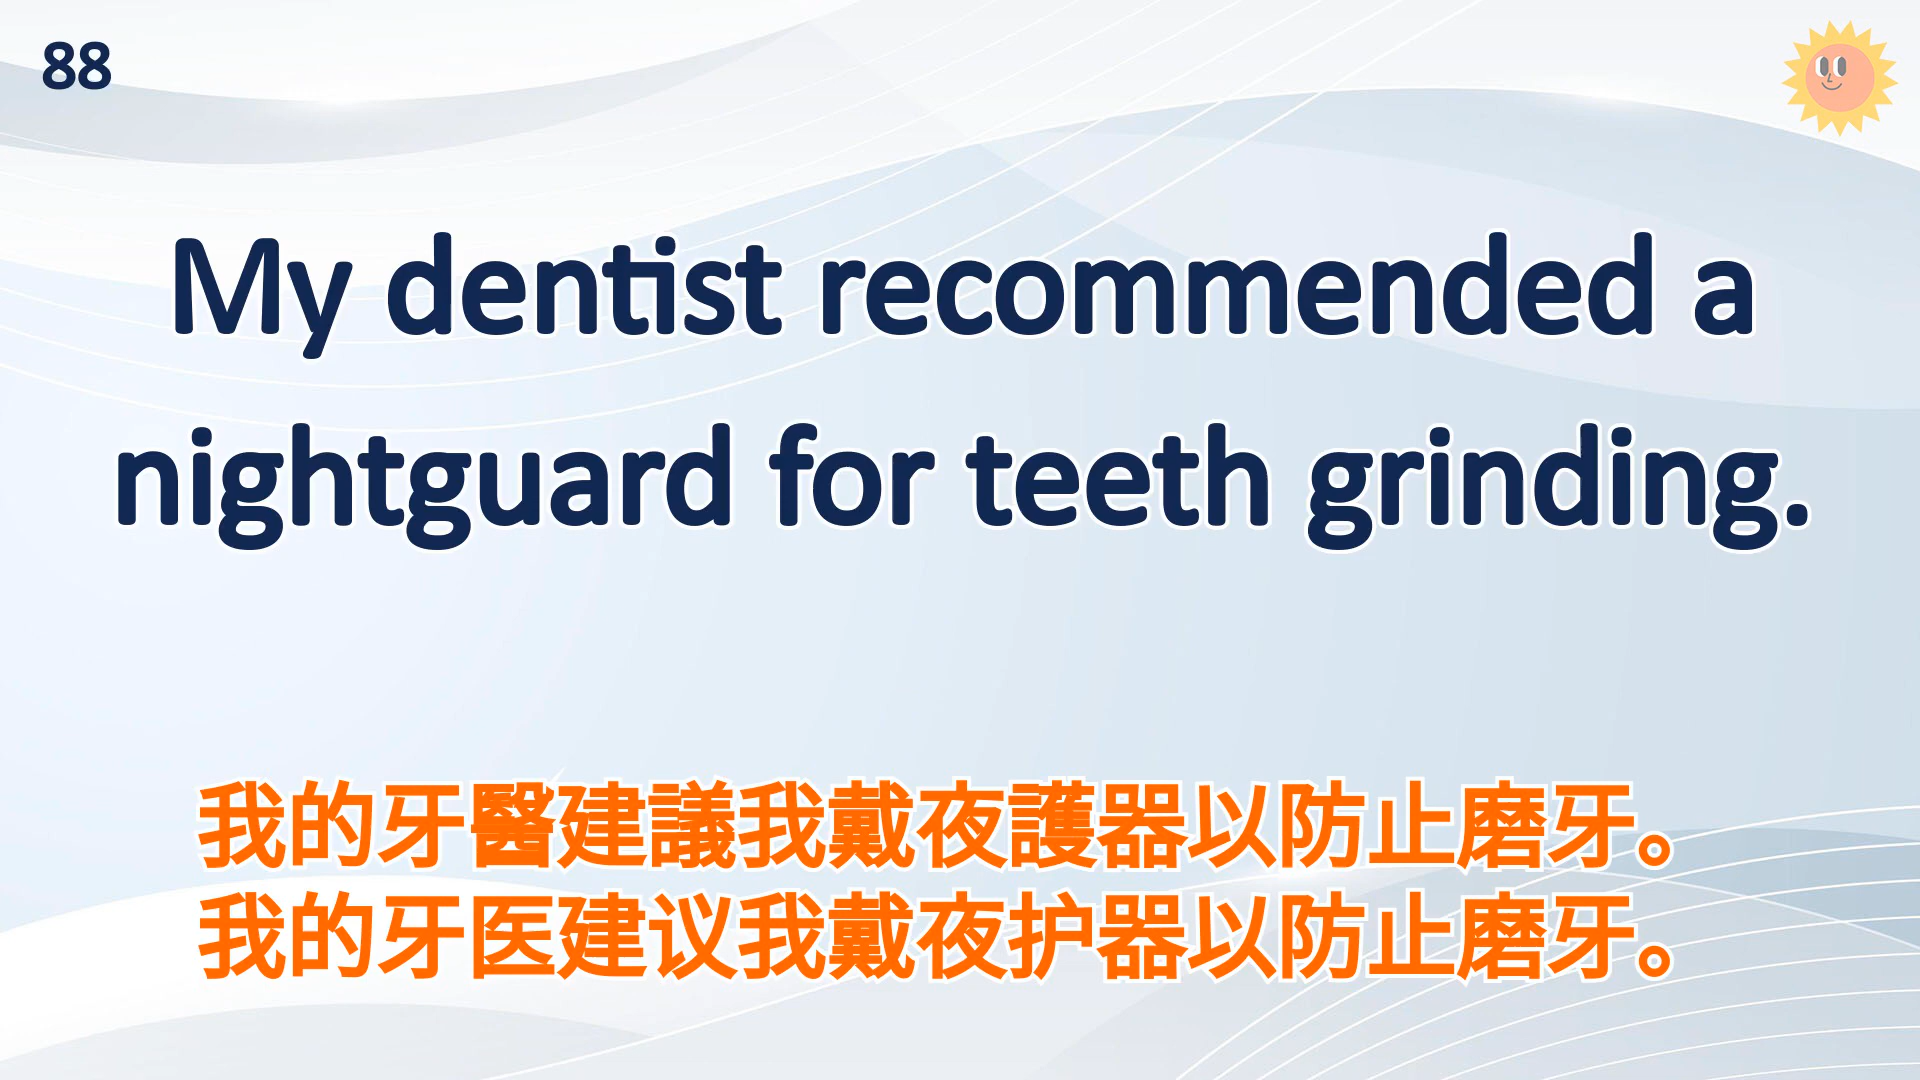 88
My dentist recommended a
nightguard for teeth grinding.
我的牙醫建議我戴夜護器以防止磨牙。
我的牙医建议我戴夜护器以防止磨牙。